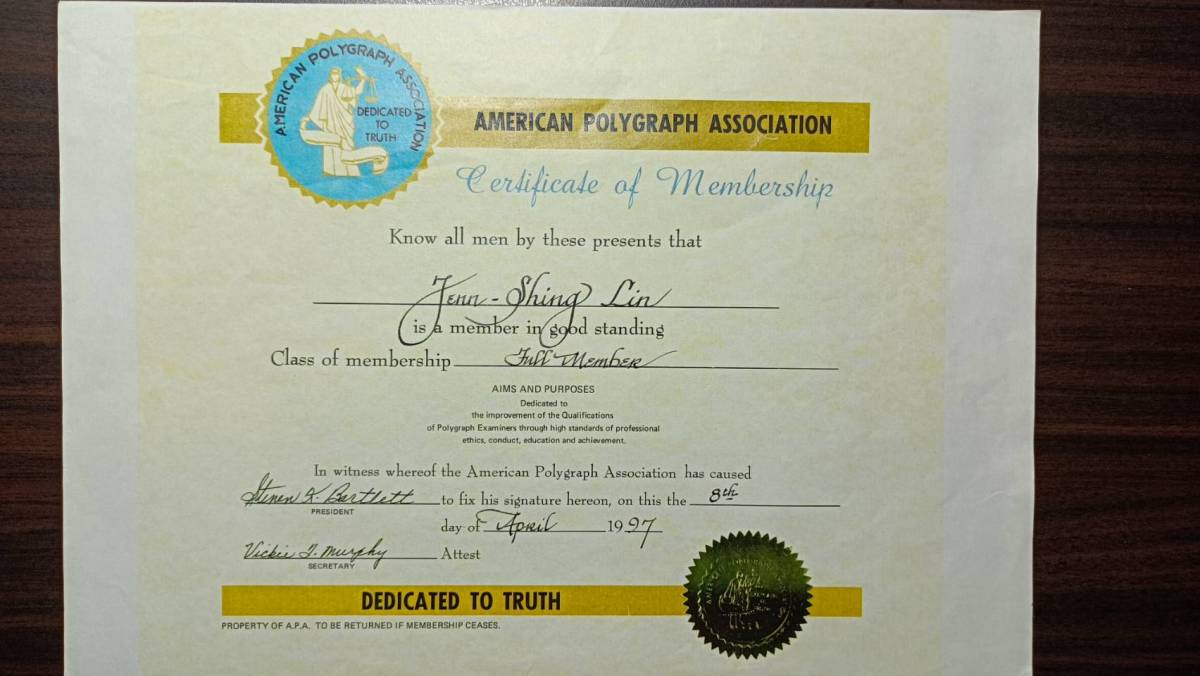 AMERICAN POLYGRAPH ASSOCIATION
DEDICATED
TO
TRUTH
AMERICAN POLYGRAPH ASSOCIATION
Certificate of Membership
Know all men by these presents that
Jenn-Shing Lin
is a member in good standing
Class of membership Full Member
AIMS AND PURPOSES
Dedicated to
the improvement of the Qualifications
of Polygraph Examiners through high standards of professional
ethics, conduct, education and achievement.
In witness whereof the American Polygraph Association has caused
Steven K. Bartlett to fix his signature hereon, on this the 8th
PRESIDENT
day of April 1997
Vickie T. Murphy Attest
SECRETARY
DEDICATED TO TRUTH
PROPERTY OF A.P.A. TO BE RETURNED IF MEMBERSHIP CEASES.